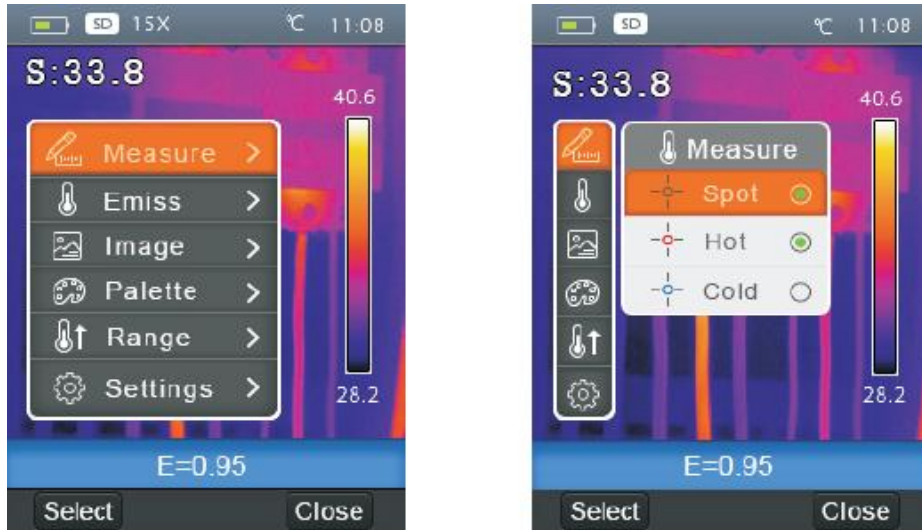 SD 15X ℃ 11:08
S:33.8
40.6
Measure
Emiss
Image
Palette
Range
Settings
28.2
E=0.95
Select Close
SD ℃ 11:08
S:33.8
40.6
Measure
Spot
Hot
Cold
28.2
E=0.95
Select Close